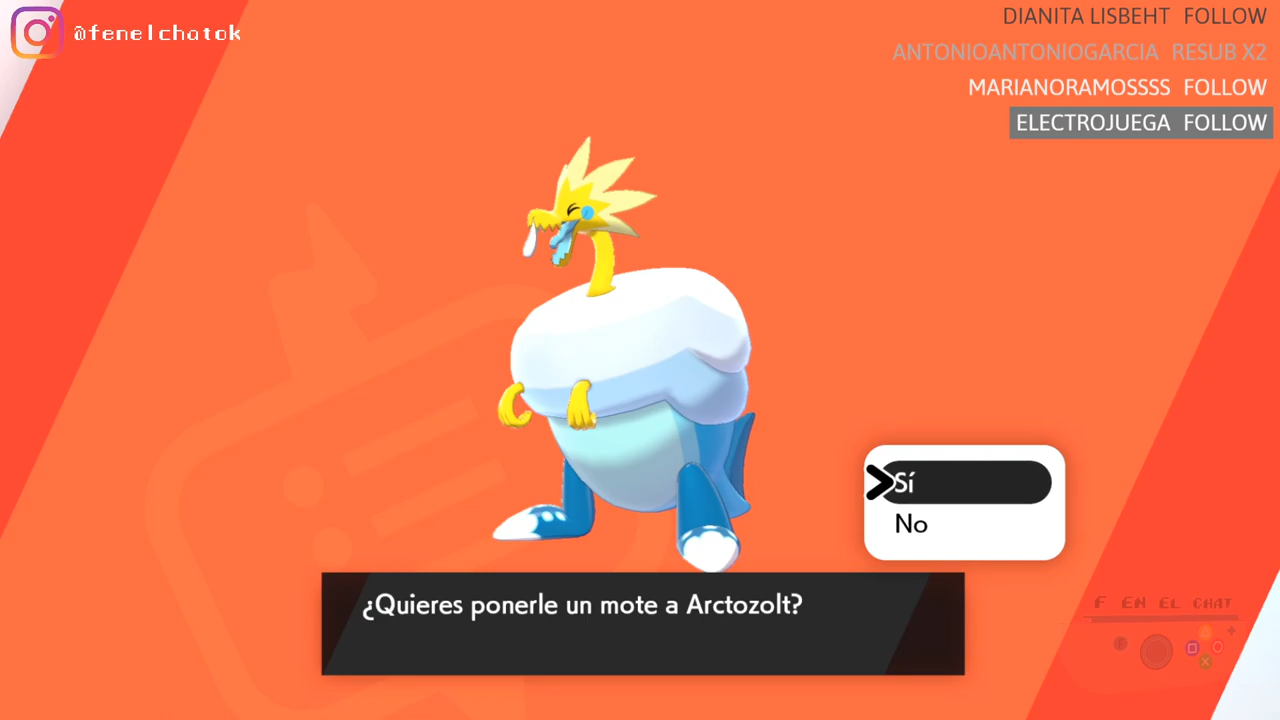 @fenelchatok
DIANITA LISBEHT FOLLOW
ANTONIOANTONIOGARCIA RESUB X2
MARIANORAMOSSSS FOLLOW
ELECTROJUEGA FOLLOW
Sí
No
¿Quieres ponerle un mote a Arctozolt?
F EN EL CHAT